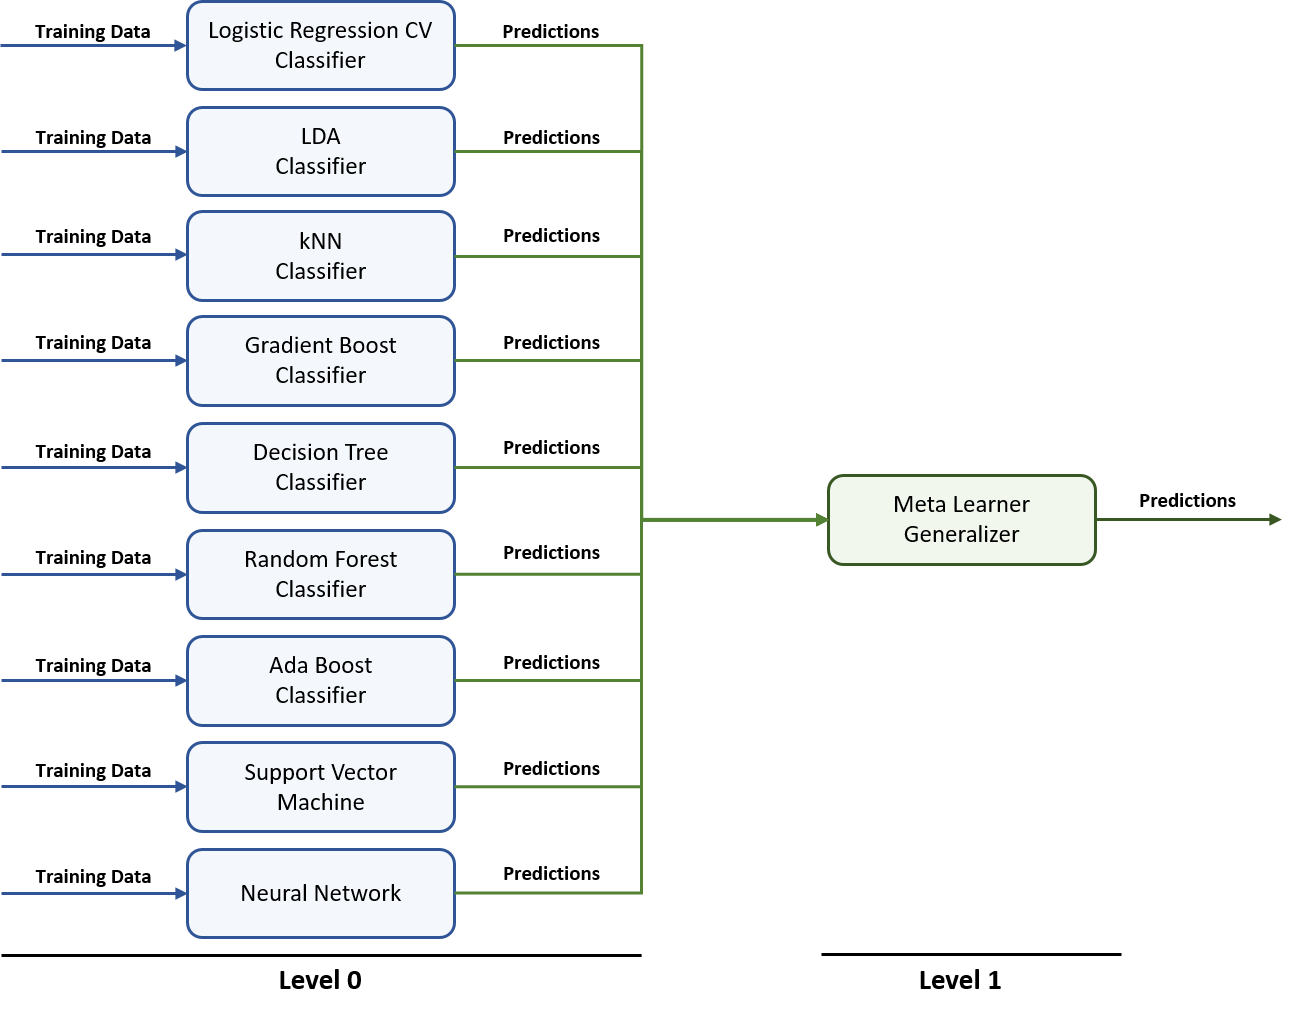 Training Data
Logistic Regression CV
Classifier
Predictions
Training Data
LDA
Classifier
Predictions
Training Data
kNN
Classifier
Predictions
Training Data
Gradient Boost
Classifier
Predictions
Training Data
Decision Tree
Classifier
Predictions
Meta Learner
Generalizer
Predictions
Training Data
Random Forest
Classifier
Predictions
Training Data
Ada Boost
Classifier
Predictions
Training Data
Support Vector
Machine
Predictions
Training Data
Neural Network
Predictions
Level 0
Level 1